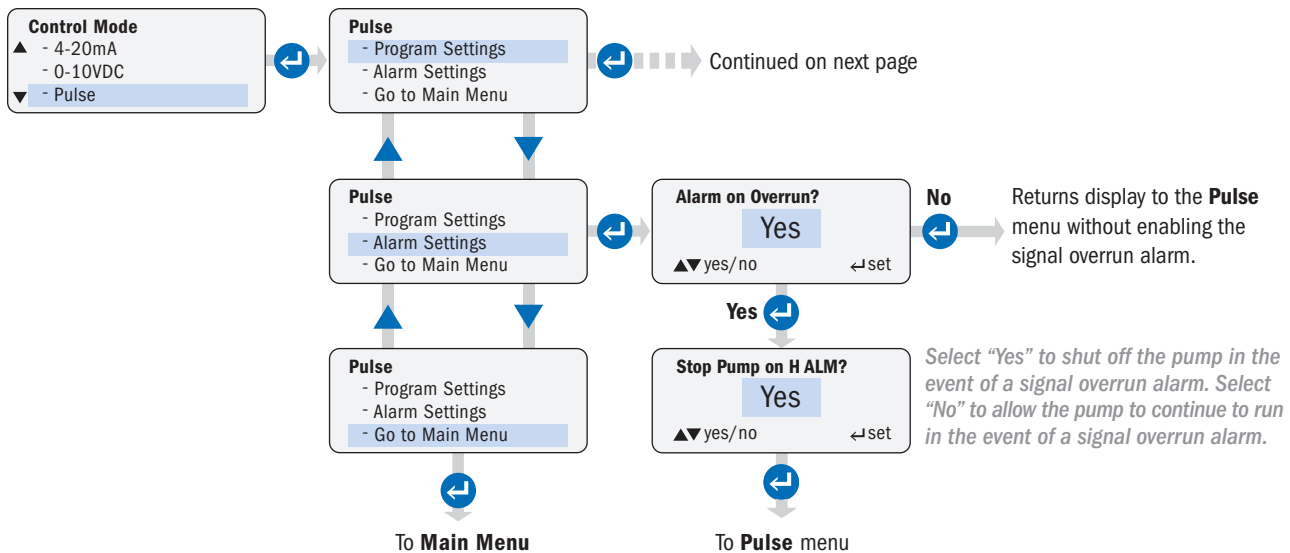 Control Mode
▲ - 4-20mA
- 0-10VDC
▼ - Pulse
Pulse
- Program Settings
- Alarm Settings
- Go to Main Menu
Continued on next page
Pulse
- Program Settings
- Alarm Settings
- Go to Main Menu
Alarm on Overrun?
Yes
▲▼ yes/no ↵ set
No
Returns display to the Pulse
menu without enabling the
signal overrun alarm.
Yes
Pulse
- Program Settings
- Alarm Settings
- Go to Main Menu
Stop Pump on H ALM?
Yes
▲▼ yes/no ↵ set
Select “Yes” to shut off the pump in the
event of a signal overrun alarm. Select
“No” to allow the pump to continue to run
in the event of a signal overrun alarm.
To Main Menu
To Pulse menu